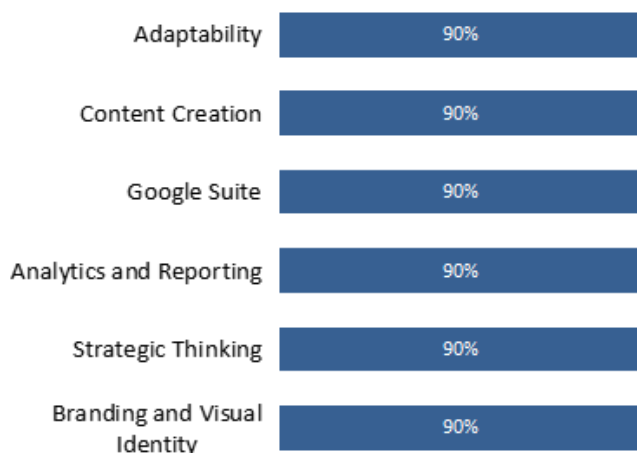 Adaptability 90%
Content Creation 90%
Google Suite 90%
Analytics and Reporting 90%
Strategic Thinking 90%
Branding and Visual
Identity 90%